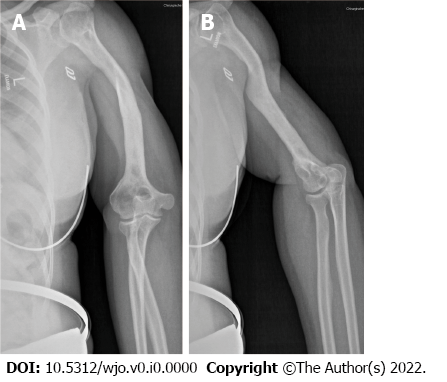 A
B
L
L
DOI: 10.5312/wjo.v0.i0.0000 Copyright ©The Author(s) 2022.